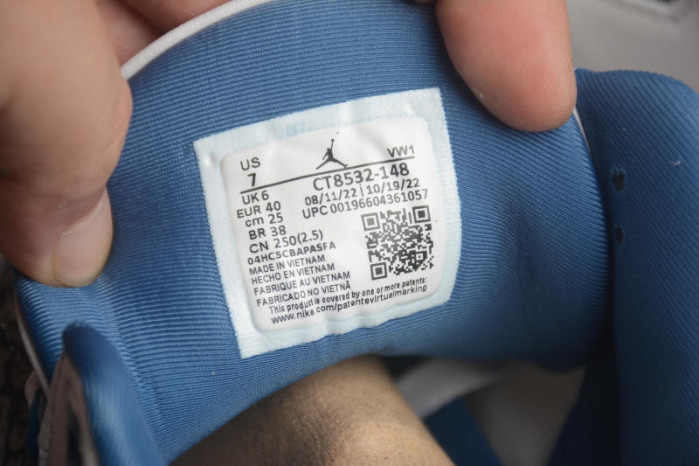 US
7
VW1
UK 6
EUR 40
cm 25
BR 38
CN 250(2.5)
CT8532-148
08/11/22 | 10/19/22
UPC 00196604361057
04HC5CBAPASFA
MADE IN VIETNAM
HECHO EN VIETNAM
FABRIQUE AU VIETNAM
FABRICADO NO VIETNÃ
This product is covered by one or more patents:
www.nike.com/patentsvirtualmarking